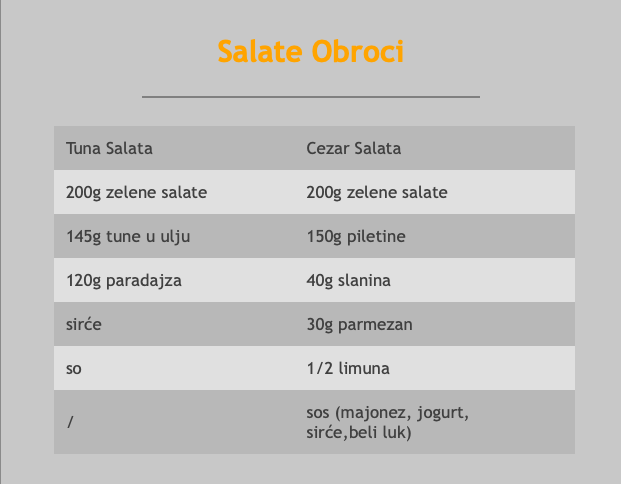 Salate Obroci
Tuna Salata Cezar Salata
200g zelene salate 200g zelene salate
145g tune u ulju 150g piletine
120g paradajza 40g slanina
sirće 30g parmezan
so 1/2 limuna
/ sos (majonez, jogurt,
sirće,beli luk)